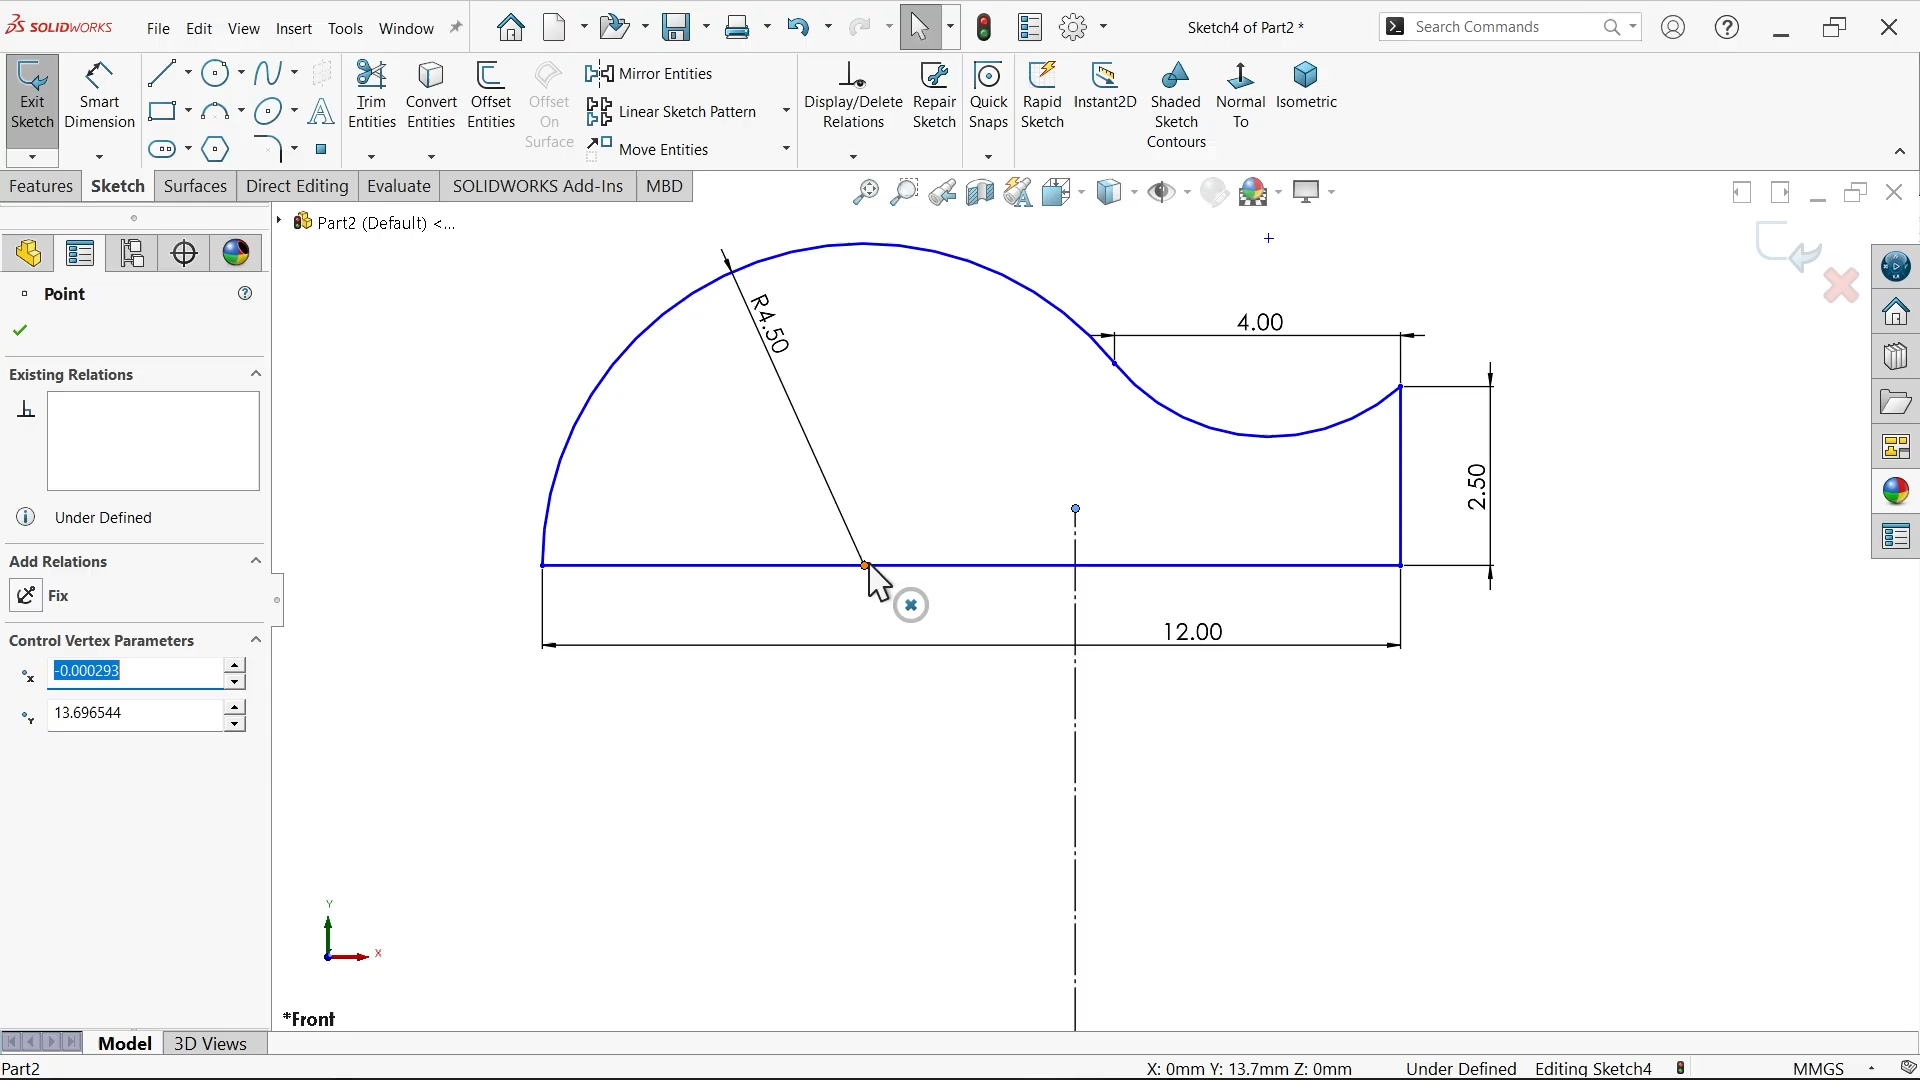 SOLIDWORKS
File Edit View Insert Tools Window
Sketch4 of Part2 *
Search Commands
Exit Sketch
Smart Dimension
Trim Entities
Convert Entities
Offset Entities
Offset On Surface
Mirror Entities
Linear Sketch Pattern
Move Entities
Display/Delete Relations
Repair Sketch
Quick Snaps
Rapid Sketch
Instant2D
Shaded Sketch Contours
Normal To
Isometric
Features Sketch Surfaces Direct Editing Evaluate SOLIDWORKS Add-Ins MBD
Part2 (Default) <...
Point
Existing Relations
Under Defined
Add Relations
Fix
Control Vertex Parameters
x -0.000293
Y 13.696544
R4.50
4.00
2.50
12.00
Y
X
*Front
Model 3D Views
Part2 X: 0mm Y: 13.7mm Z: 0mm Under Defined Editing Sketch4 MMGS